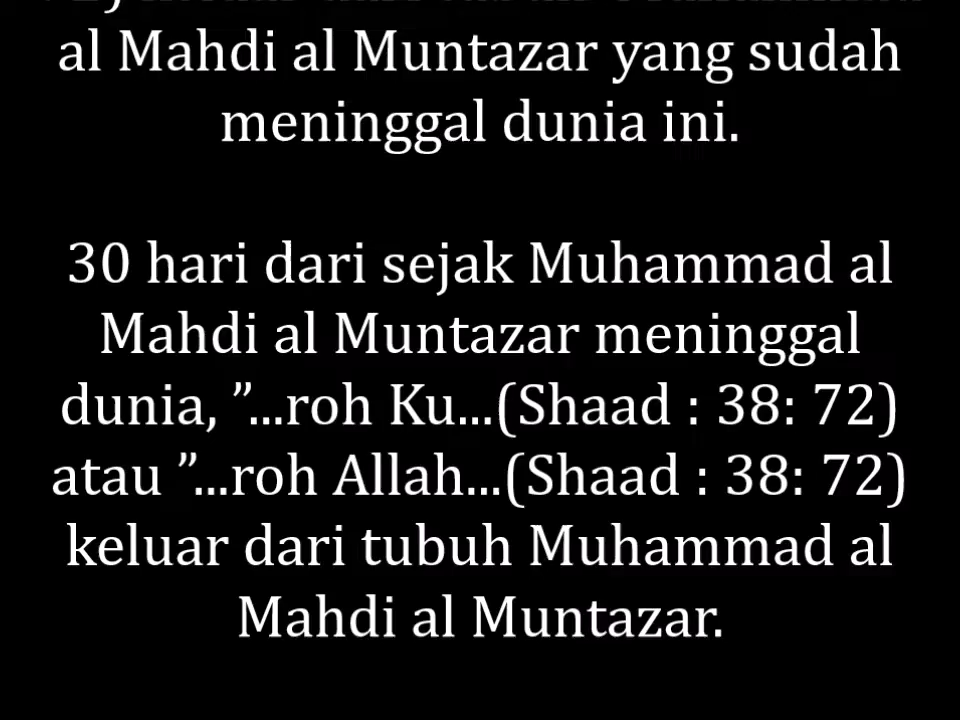 al Mahdi al Muntazar yang sudah
meninggal dunia ini.
30 hari dari sejak Muhammad al
Mahdi al Muntazar meninggal
dunia, ”...roh Ku...(Shaad : 38: 72)
atau ”...roh Allah...(Shaad : 38: 72)
keluar dari tubuh Muhammad al
Mahdi al Muntazar.